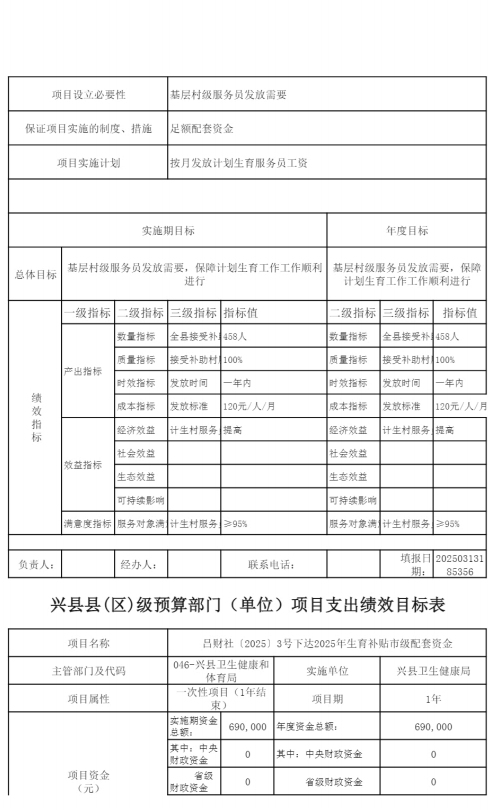 项目设立必要性 基层村级服务员发放需要
保证项目实施的制度、措施 足额配套资金
项目实施计划 按月发放计划生育服务员工资
实施期目标 年度目标
总体目标 基层村级服务员发放需要，保障计划生育工作工作顺利进行 基层村级服务员发放需要，保障计划生育工作工作顺利进行
绩效指标
一级指标 二级指标 三级指标 指标值 二级指标 三级指标 指标值
产出指标
数量指标 全县接受补 458人 数量指标 全县接受补 458人
质量指标 接受补助村 100% 质量指标 接受补助村 100%
时效指标 发放时间 一年内 时效指标 发放时间 一年内
成本指标 发放标准 120元/人/月 成本指标 发放标准 120元/人/月
效益指标
经济效益 计生村服务 提高 经济效益 计生村服务 提高
社会效益 社会效益
生态效益 生态效益
可持续影响 可持续影响
满意度指标 服务对象满 计生村服务 ≥95% 服务对象满 计生村服务 ≥95%
负责人： 经办人： 联系电话： 填报日期： 20250313185356
兴县县(区)级预算部门（单位）项目支出绩效目标表
项目名称 吕财社〔2025〕3号下达2025年生育补贴市级配套资金
主管部门及代码 046-兴县卫生健康和体育局 实施单位 兴县卫生健康局
项目属性 一次性项目（1年结束） 项目期 1年
项目资金（元）
实施期资金总额： 690,000 年度资金总额： 690,000
其中：中央财政资金 0 其中：中央财政资金 0
省级财政资金 0 省级财政资金 0